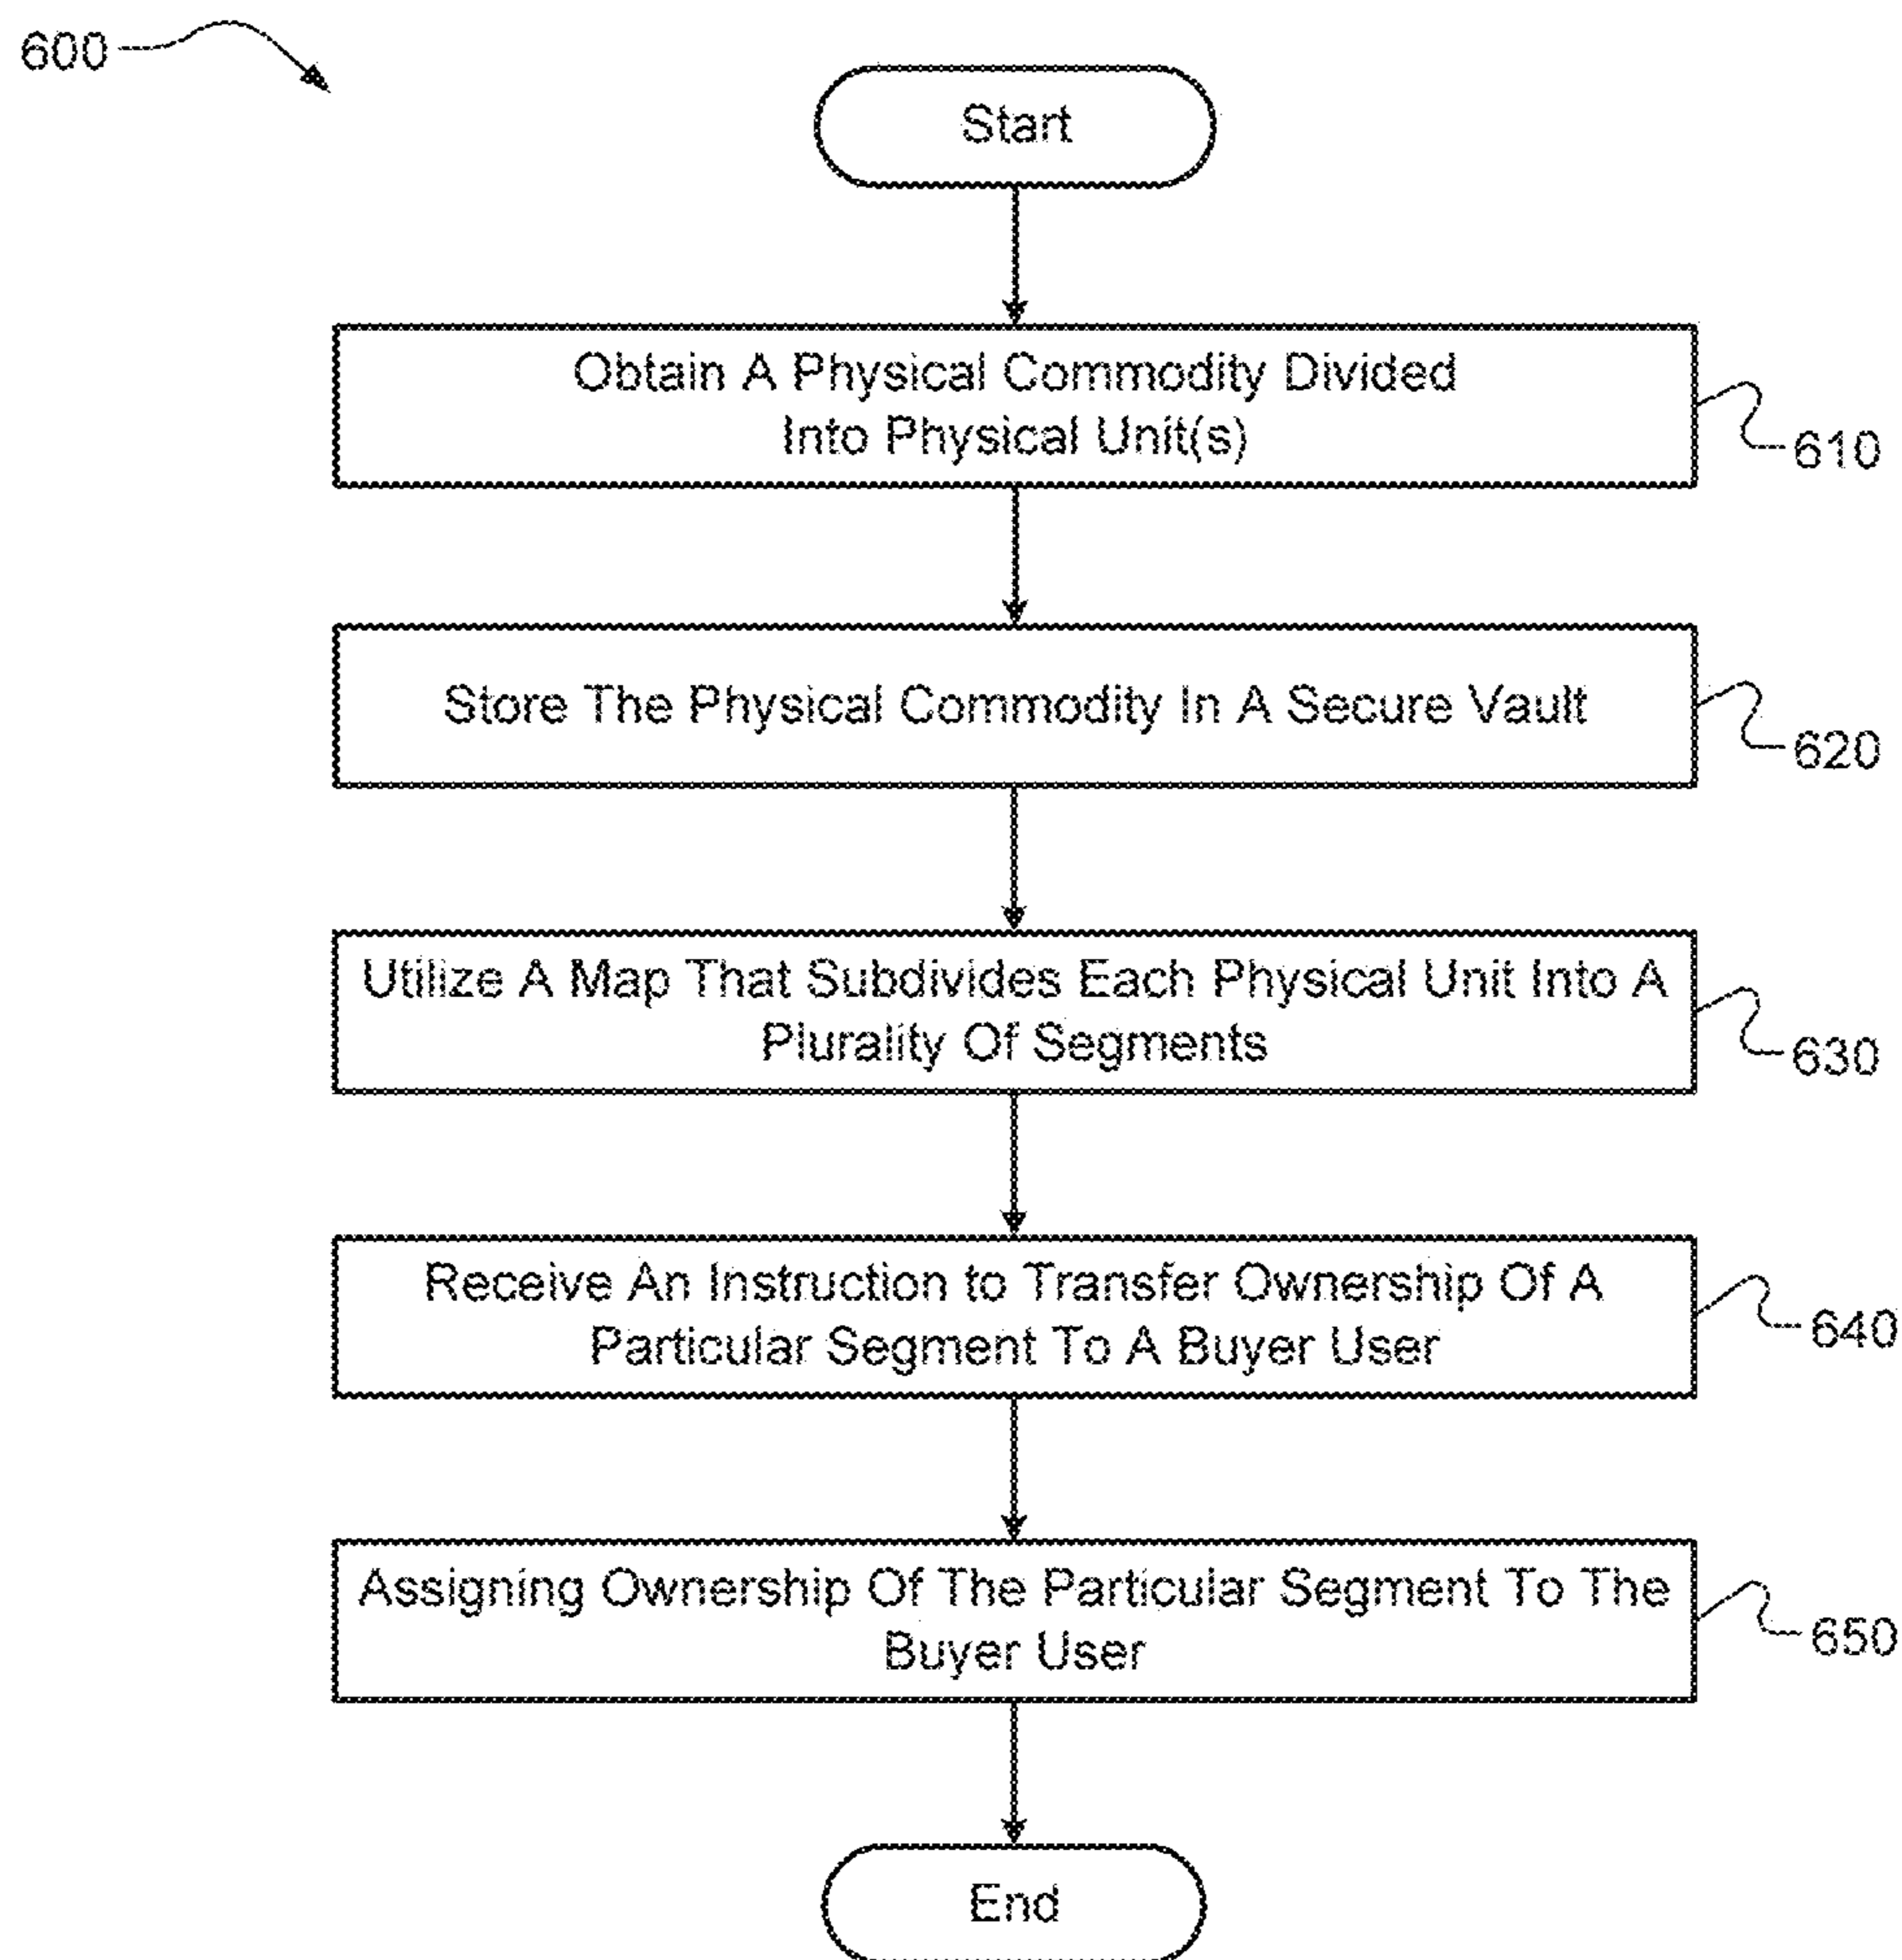 600
Start
Obtain A Physical Commodity Divided
Into Physical Unit(s)
610
Store The Physical Commodity In A Secure Vault
620
Utilize A Map That Subdivides Each Physical Unit Into A
Plurality Of Segments
630
Receive An Instruction to Transfer Ownership Of A
Particular Segment To A Buyer User
640
Assigning Ownership Of The Particular Segment To The
Buyer User
650
End